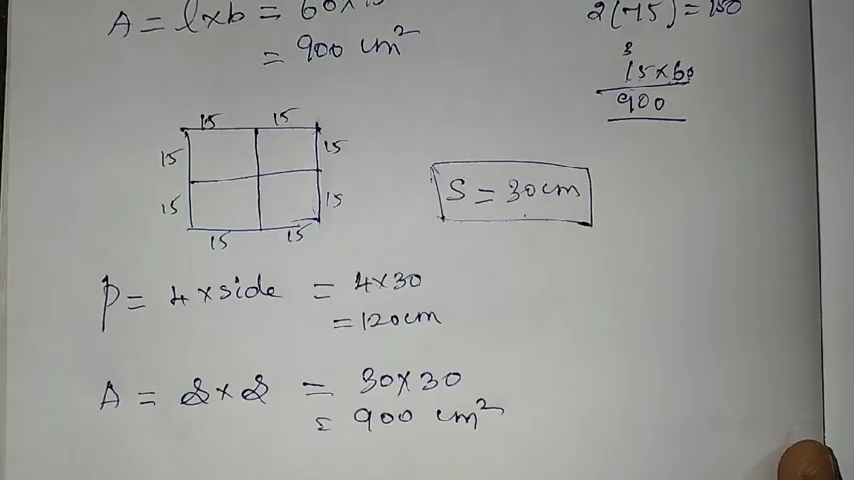 A = l×b = 60×15
= 900 cm²
2(75) = 150
3
15×60
900
15 15
15 15
15 15
15 15
S = 30cm
P = 4 × side = 4×30
= 120cm
A = S × S = 30×30
= 900 cm²